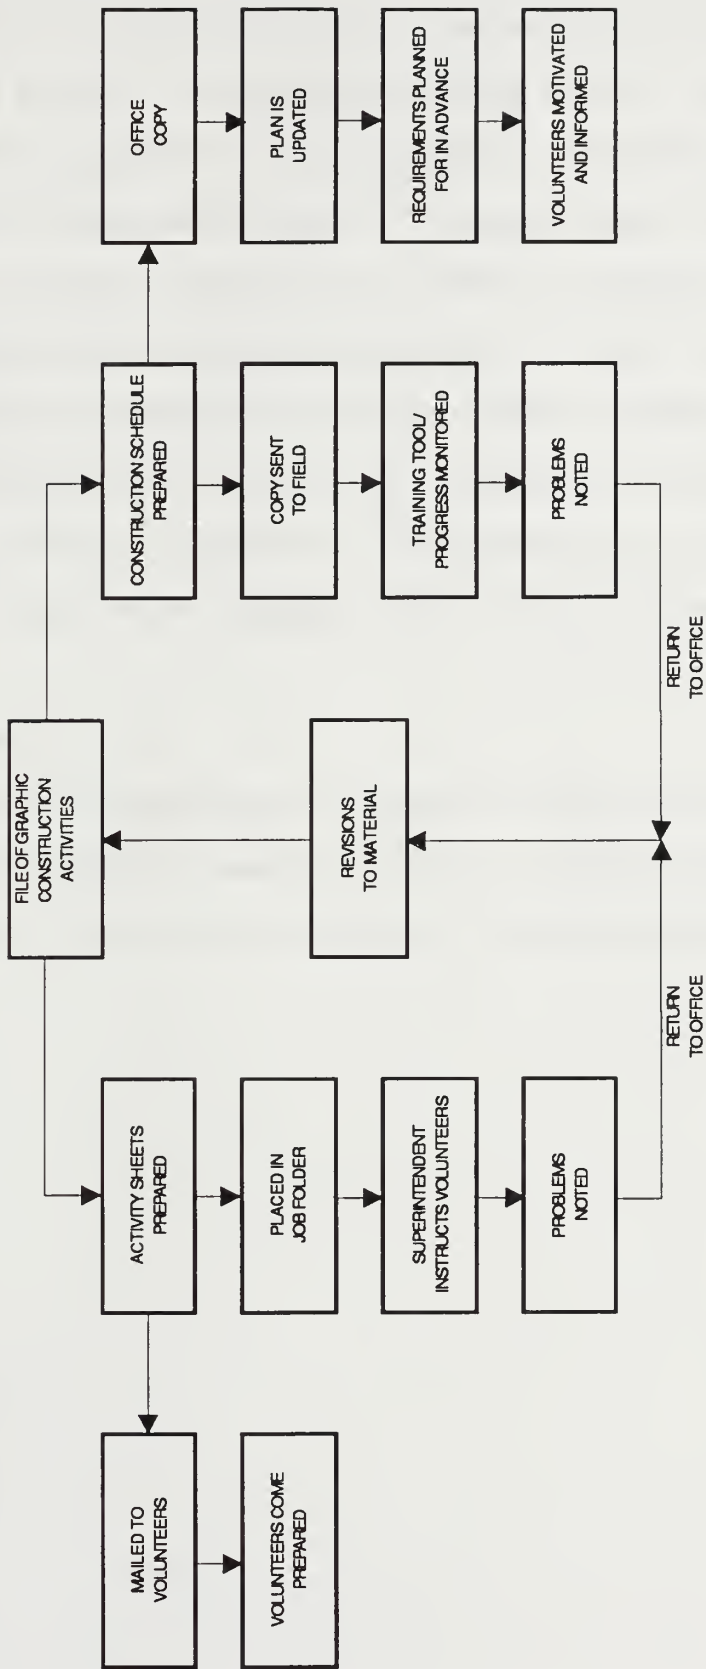 FILE OF GRAPHIC
CONSTRUCTION
ACTIVITIES
MAILED TO
VOLUNTEERS
ACTIVITY SHEETS
PREPARED
CONSTRUCTION SCHEDULE
PREPARED
OFFICE
COPY
VOLUNTEERS COME
PREPARED
PLACED IN
JOB FOLDER
COPY SENT
TO FIELD
PLAN IS
UPDATED
REVISIONS
TO MATERIAL
SUPERINTENDENT
INSTRUCTS VOLUNTEERS
TRAINING TOOL/
PROGRESS MONITORED
REQUIREMENTS PLANNED
FOR IN ADVANCE
PROBLEMS
NOTED
PROBLEMS
NOTED
VOLUNTEERS MOTIVATED
AND INFORMED
RETURN
TO OFFICE
RETURN
TO OFFICE